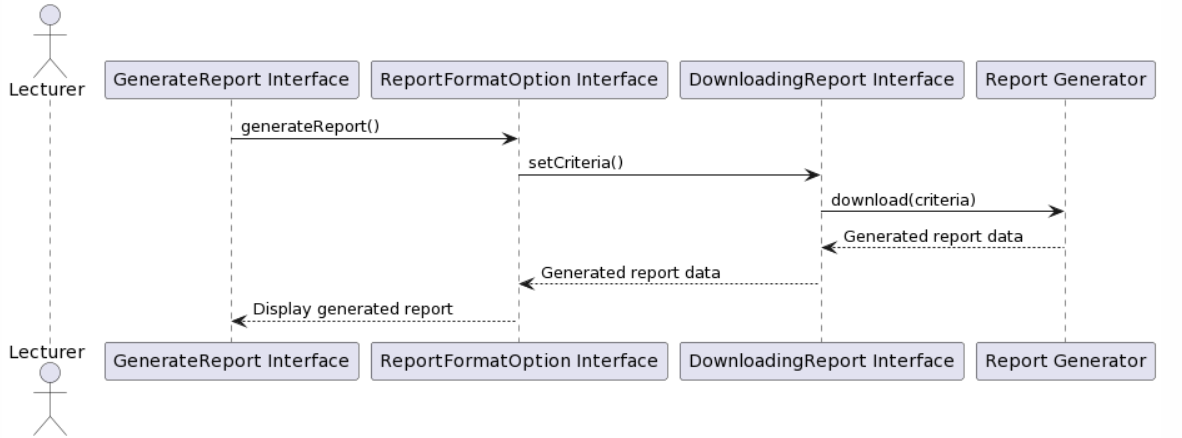 Lecturer
GenerateReport Interface
ReportFormatOption Interface
DownloadingReport Interface
Report Generator
generateReport()
setCriteria()
download(criteria)
Generated report data
Generated report data
Display generated report
Lecturer
GenerateReport Interface
ReportFormatOption Interface
DownloadingReport Interface
Report Generator